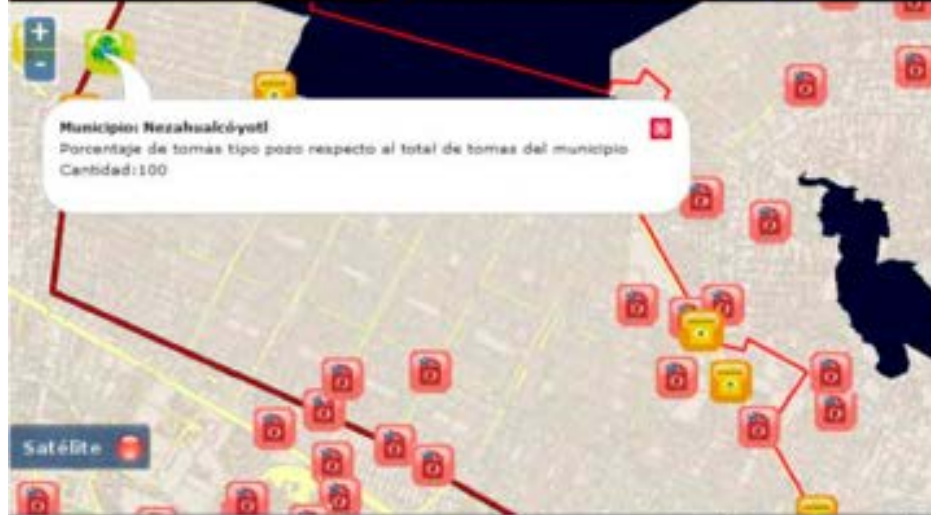 +
-
Municipio: Nezahualcóyotl
Porcentaje de tomas tipo pozo respecto al total de tomas del municipio
Cantidad:100
Satélite